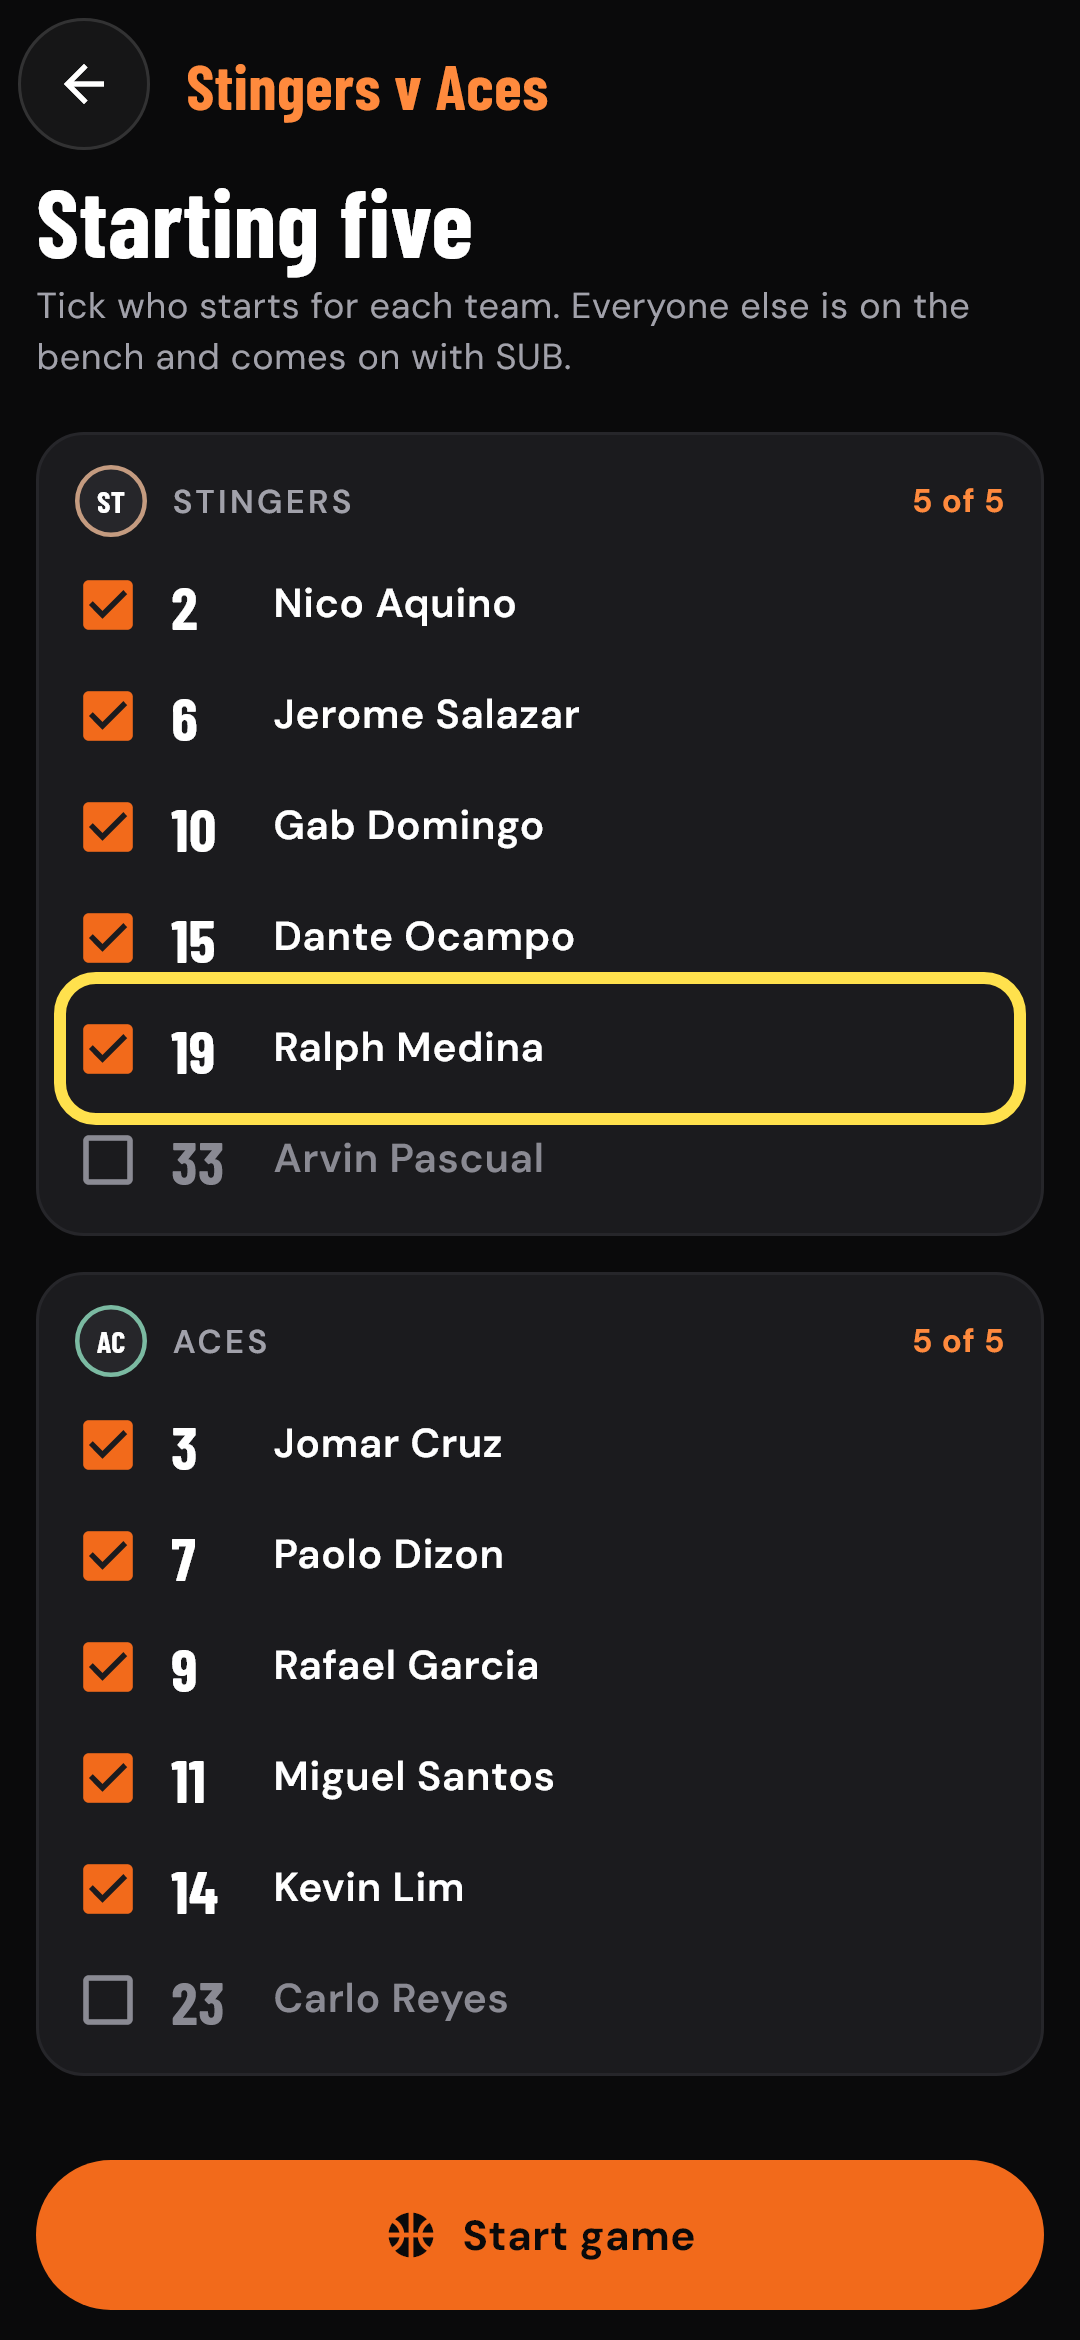 Stingers v Aces
Starting five
Tick who starts for each team. Everyone else is on the
bench and comes on with SUB.
ST STINGERS 5 of 5
2 Nico Aquino
6 Jerome Salazar
10 Gab Domingo
15 Dante Ocampo
19 Ralph Medina
33 Arvin Pascual
AC ACES 5 of 5
3 Jomar Cruz
7 Paolo Dizon
9 Rafael Garcia
11 Miguel Santos
14 Kevin Lim
23 Carlo Reyes
Start game